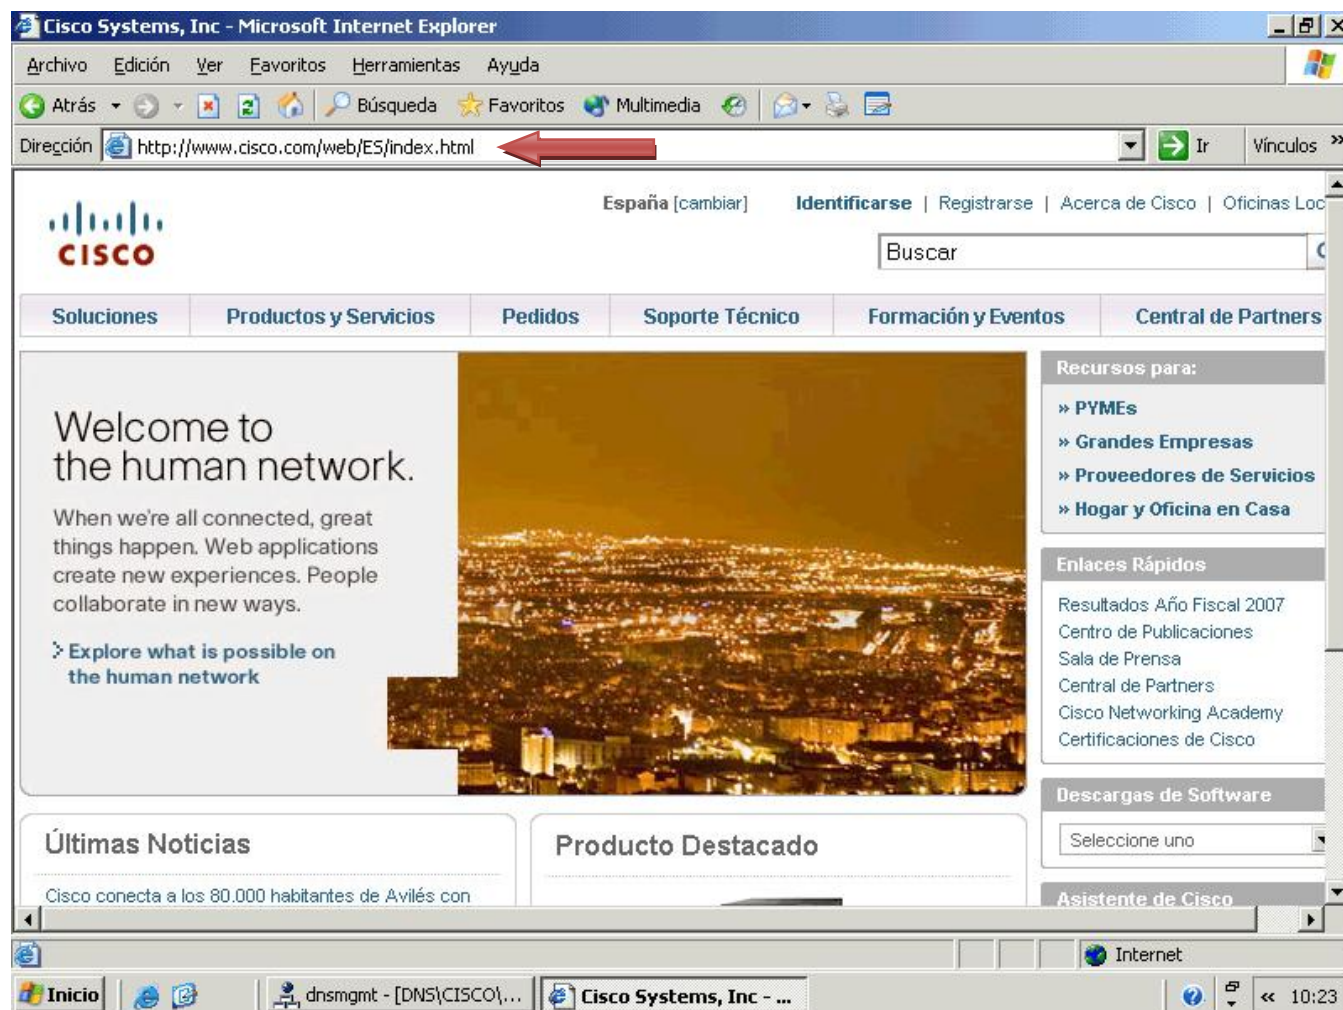 Cisco Systems, Inc - Microsoft Internet Explorer
Archivo Edición Ver Favoritos Herramientas Ayuda
Atrás Búsqueda Favoritos Multimedia
Dirección http://www.cisco.com/web/ES/index.html Ir Vínculos »
CISCO
España [cambiar] Identificarse | Registrarse | Acerca de Cisco | Oficinas Loc
Buscar
Soluciones Productos y Servicios Pedidos Soporte Técnico Formación y Eventos Central de Partners
Welcome to
the human network.
When we're all connected, great
things happen. Web applications
create new experiences. People
collaborate in new ways.
Explore what is possible on
the human network
Recursos para:
» PYMEs
» Grandes Empresas
» Proveedores de Servicios
» Hogar y Oficina en Casa
Enlaces Rápidos
Resultados Año Fiscal 2007
Centro de Publicaciones
Sala de Prensa
Central de Partners
Cisco Networking Academy
Certificaciones de Cisco
Descargas de Software
Seleccione uno
Asistente de Cisco
Últimas Noticias
Cisco conecta a los 80.000 habitantes de Avilés con
Producto Destacado
Internet
Inicio dnsmgmt - [DNS\CISCO\... Cisco Systems, Inc - ... « 10:23